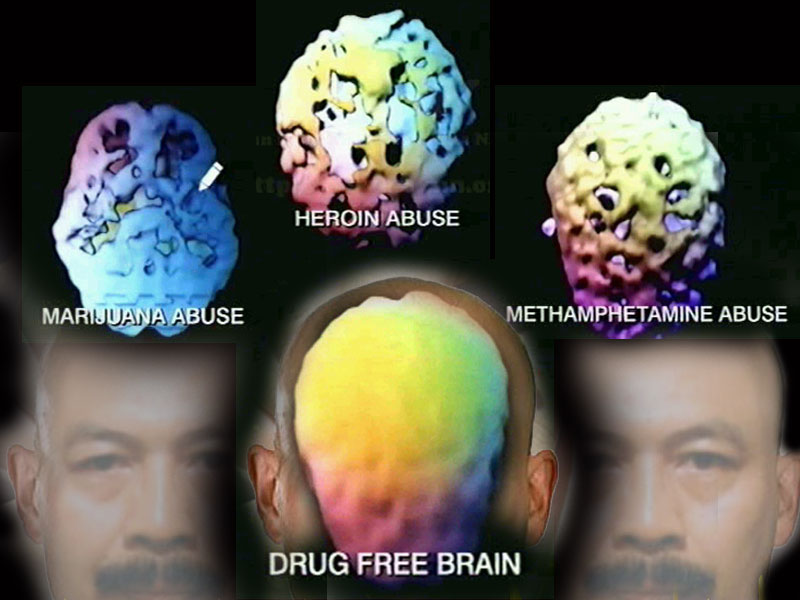 HEROIN ABUSE
MARIJUANA ABUSE
METHAMPHETAMINE ABUSE
DRUG FREE BRAIN